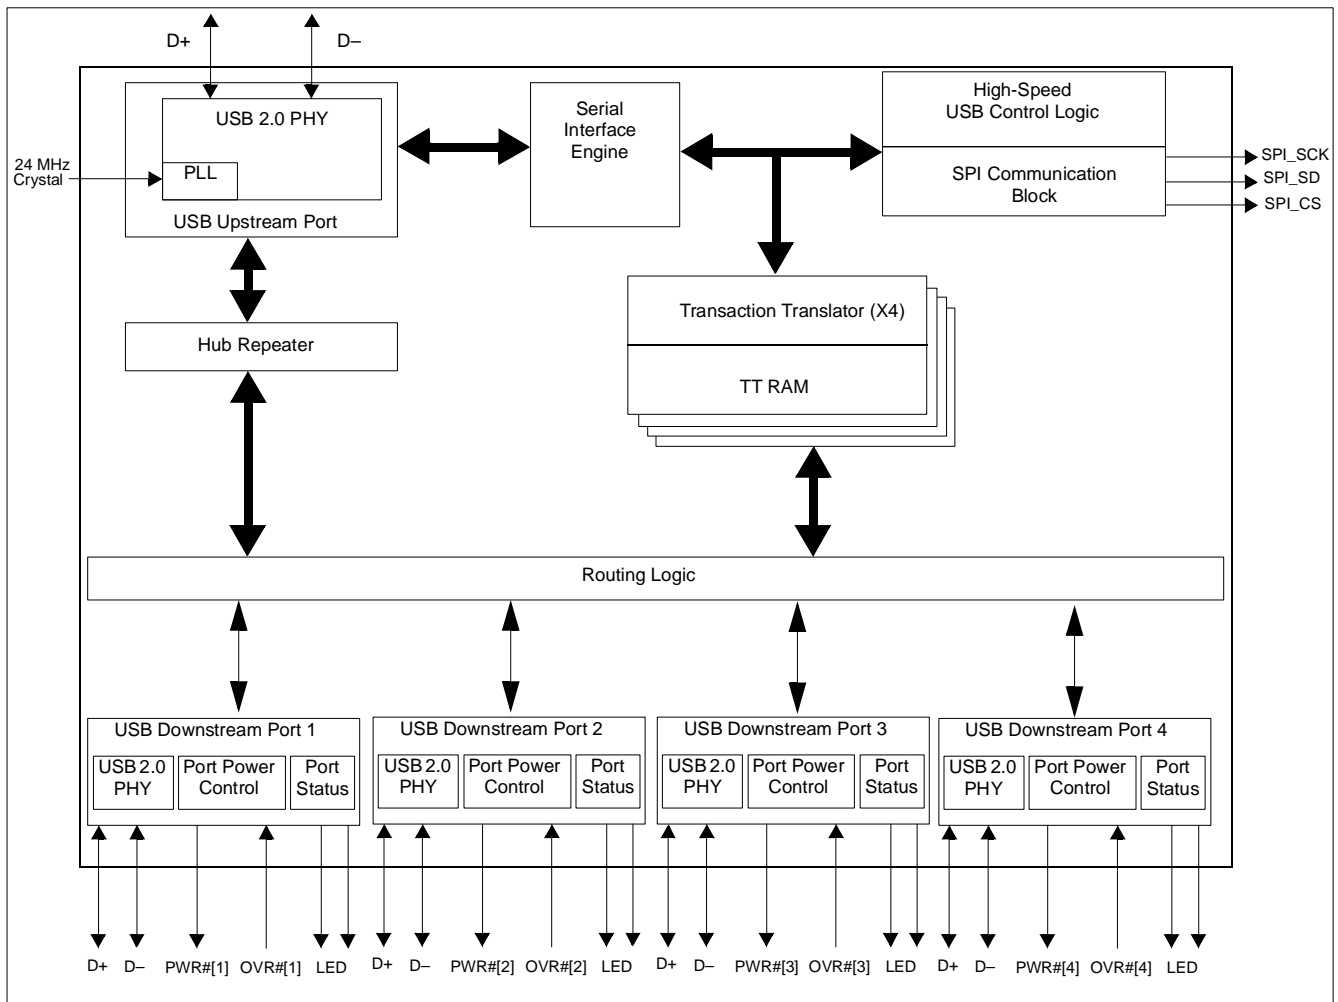 D+
D–
USB 2.0 PHY
PLL
USB Upstream Port
24 MHz
Crystal
Serial
Interface
Engine
High-Speed
USB Control Logic
SPI Communication
Block
SPI_SCK
SPI_SD
SPI_CS
Transaction Translator (X4)
TT RAM
Hub Repeater
Routing Logic
USB Downstream Port 1
USB 2.0
PHY
Port Power
Control
Port
Status
USB Downstream Port 2
USB 2.0
PHY
Port Power
Control
Port
Status
USB Downstream Port 3
USB 2.0
PHY
Port Power
Control
Port
Status
USB Downstream Port 4
USB 2.0
PHY
Port Power
Control
Port
Status
D+ D– PWR#[1] OVR#[1] LED
D+ D– PWR#[2] OVR#[2] LED
D+ D– PWR#[3] OVR#[3] LED
D+ D– PWR#[4] OVR#[4] LED